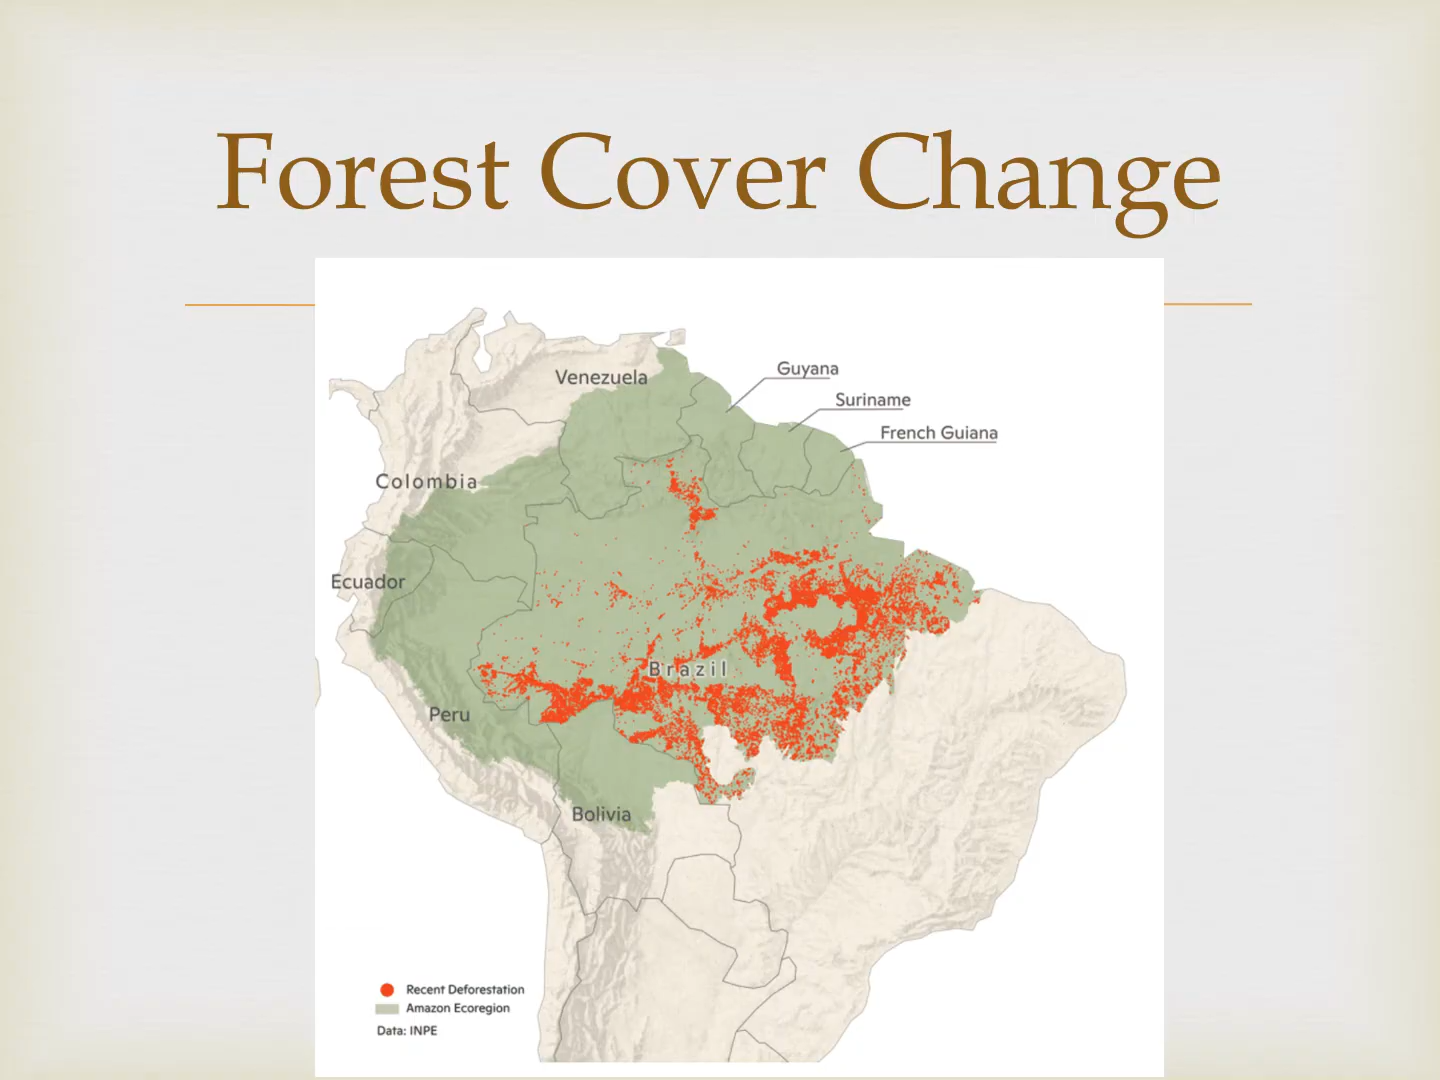 Forest Cover Change
Guyana
Venezuela
Suriname
French Guiana
Colombia
Ecuador
Brazil
Peru
Bolivia
Recent Deforestation
Amazon Ecoregion
Data: INPE